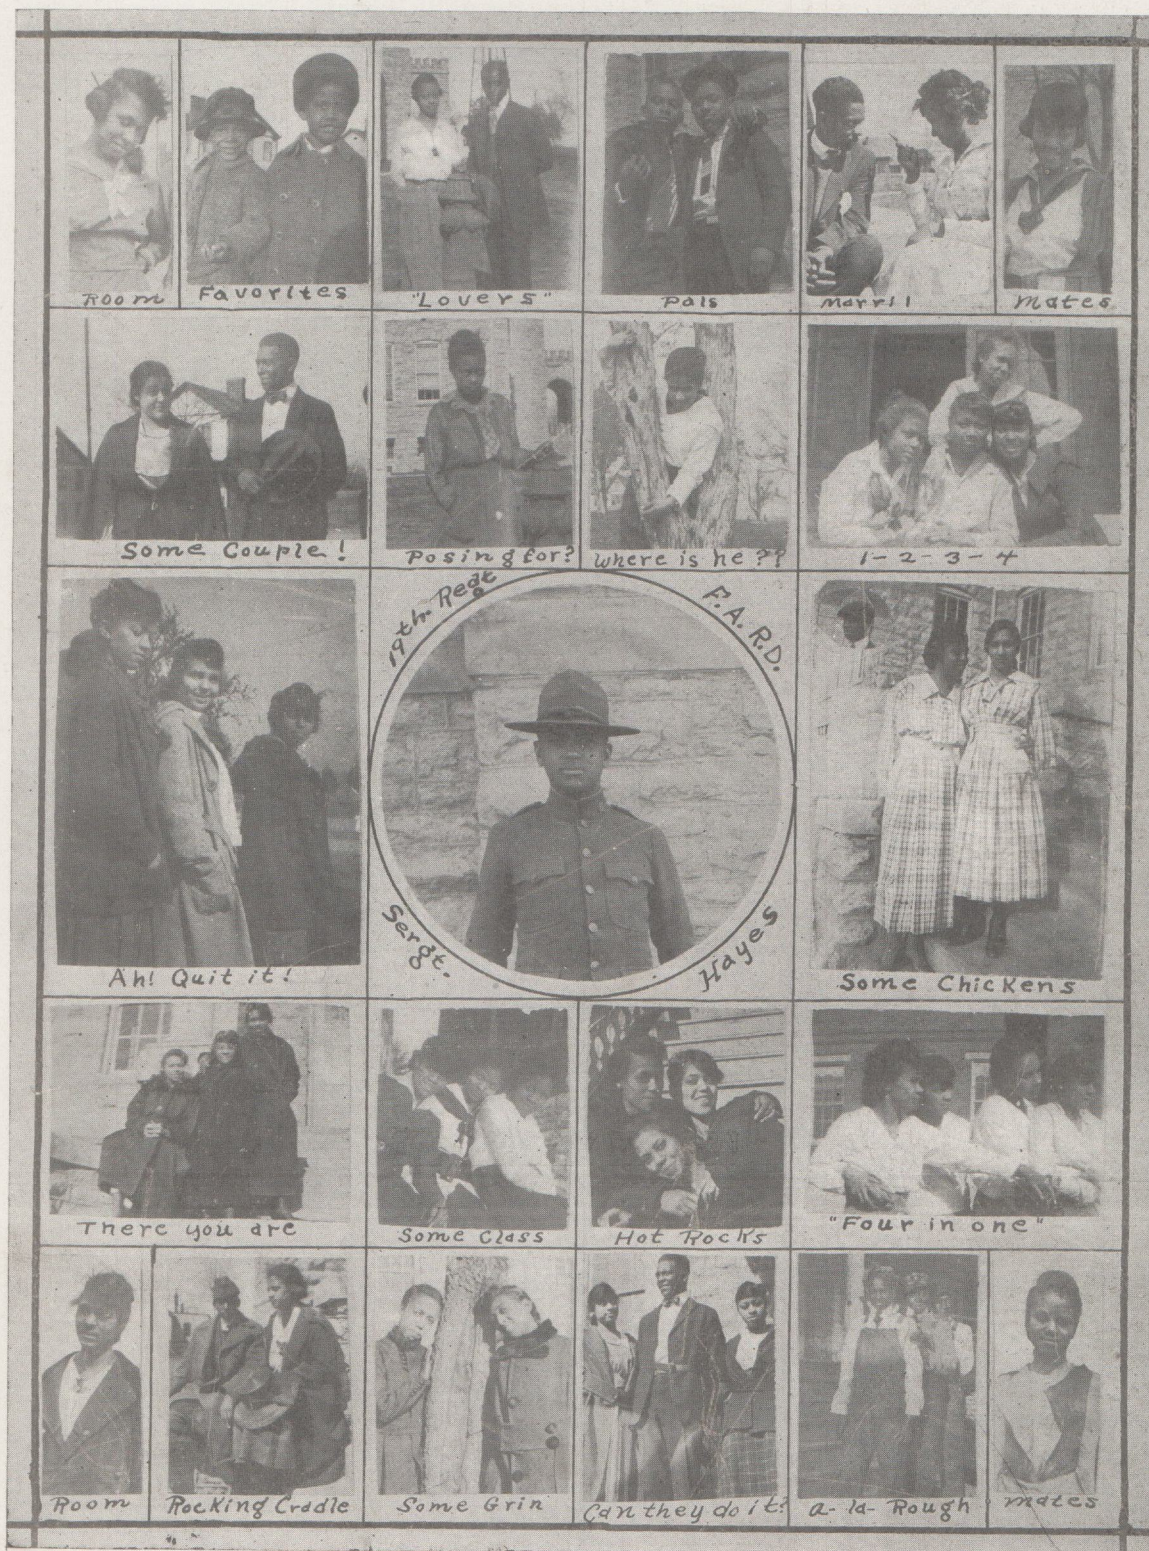 Room
Favorites
"Lovers"
Pals
Marri I
Mates
Some Couple!
Posing for?
Where is he??
1-2-3-4
19th. Regt
F.A.R.D.
Sergt.
Hayes
Ah! Quit it!
Some Chickens
There you are
Some Class
Hot Rocks
"Four in one"
Room
Rocking Cradle
Some Grin
Can they do it?
a-la-Rough
mates